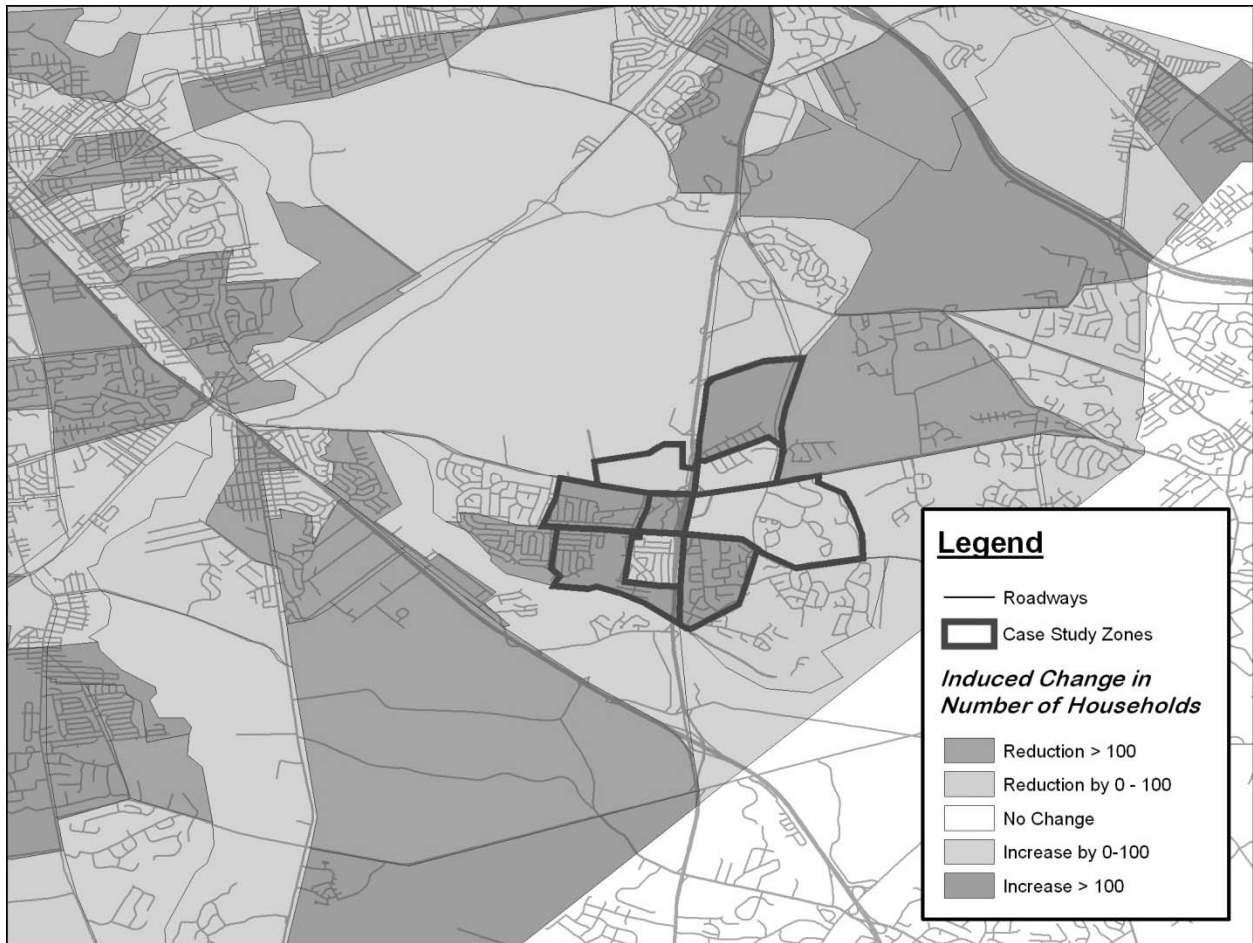 Legend
Roadways
Case Study Zones
Induced Change in
Number of Households
Reduction > 100
Reduction by 0 - 100
No Change
Increase by 0-100
Increase > 100